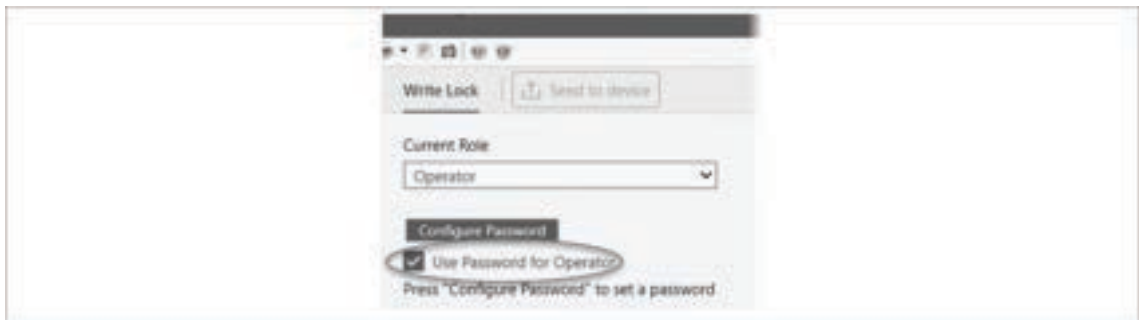 Write Lock Send to device
Current Role
Operator
Configure Password
Use Password for Operator
Press "Configure Password" to set a password